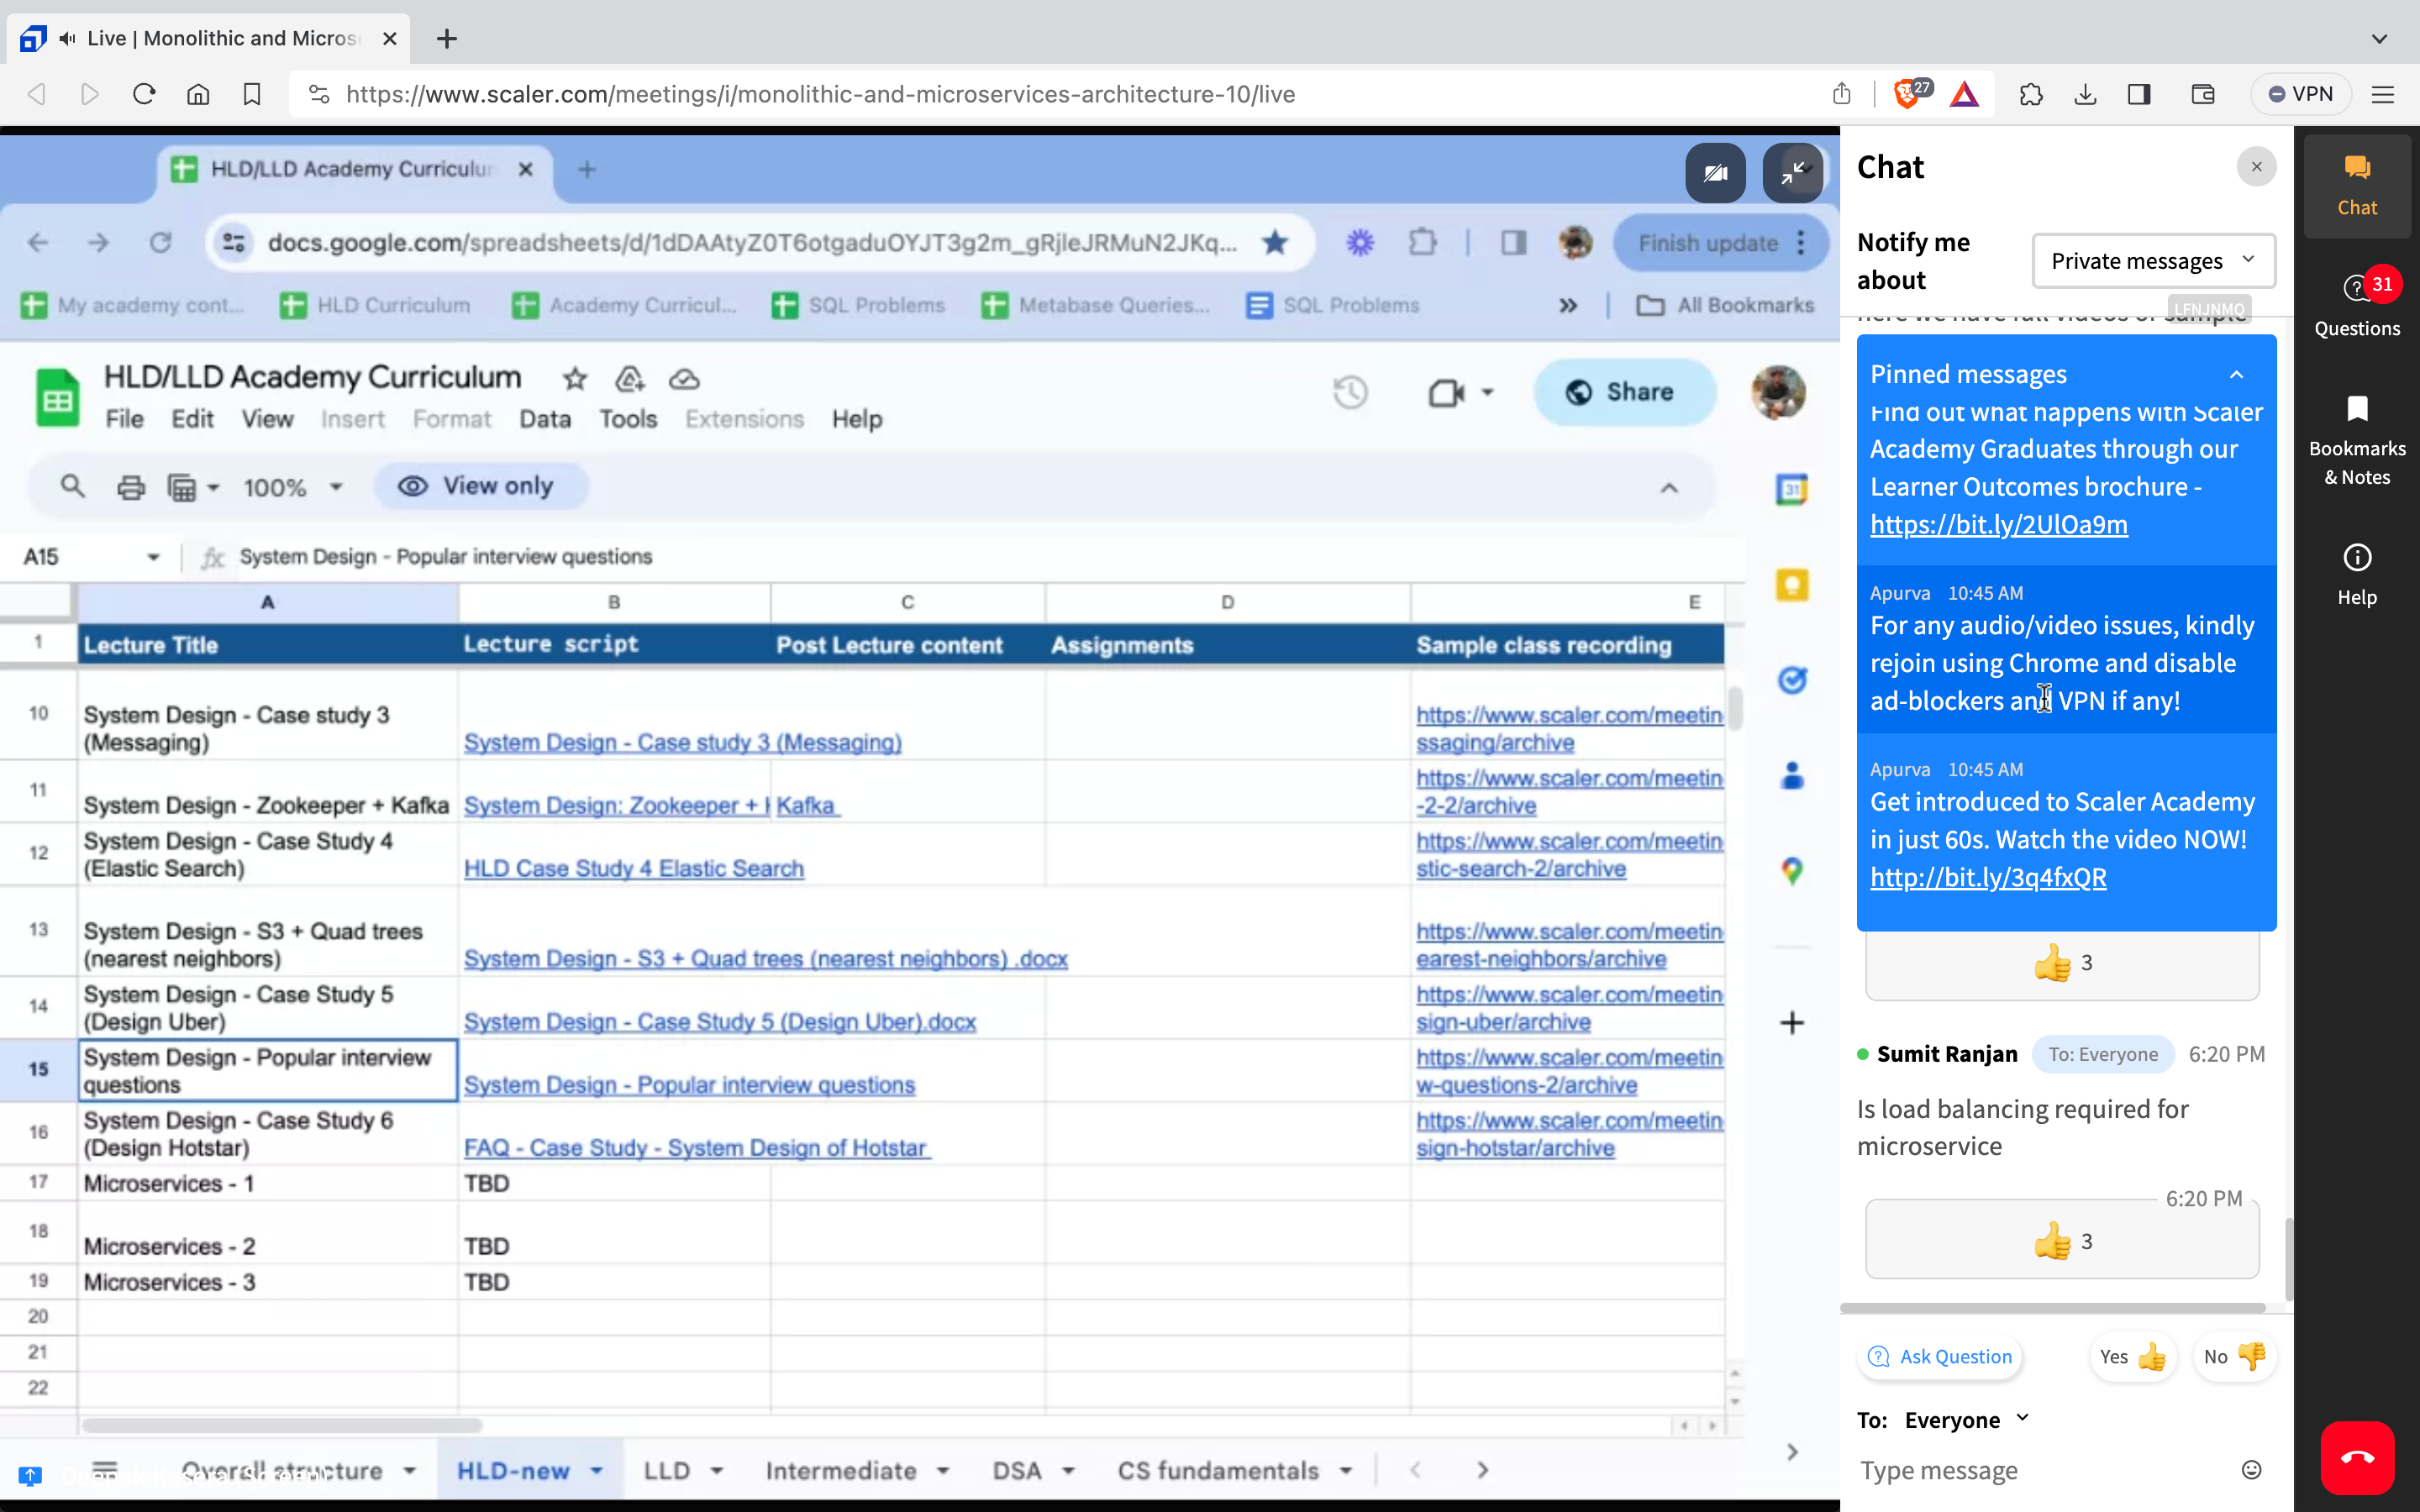 Live | Monolithic and Micros
https://www.scaler.com/meetings/i/monolithic-and-microservices-architecture-10/live
27
VPN
HLD/LLD Academy Curriculum
docs.google.com/spreadsheets/d/1dDAAtyZ0T6otgaduOYJT3g2m_gRjleJRMuN2JKq...
Finish update
My academy cont...
HLD Curriculum
Academy Curricul...
SQL Problems
Metabase Queries...
SQL Problems
All Bookmarks
HLD/LLD Academy Curriculum
Share
File Edit View Insert Format Data Tools Extensions Help
100%
View only
31
A15
fx
System Design - Popular interview questions
A B C D E
1 Lecture Title Lecture script Post Lecture content Assignments Sample class recording
10 System Design - Case study 3
(Messaging)
System Design - Case study 3 (Messaging)
https://www.scaler.com/meetin
ssaging/archive
11 System Design - Zookeeper + Kafka
System Design: Zookeeper + K
Kafka
https://www.scaler.com/meetin
-2-2/archive
12 System Design - Case Study 4
(Elastic Search)
HLD Case Study 4 Elastic Search
https://www.scaler.com/meetin
stic-search-2/archive
13 System Design - S3 + Quad trees
(nearest neighbors)
System Design - S3 + Quad trees (nearest neighbors) .docx
https://www.scaler.com/meetin
earest-neighbors/archive
14 System Design - Case Study 5
(Design Uber)
System Design - Case Study 5 (Design Uber).docx
https://www.scaler.com/meetin
sign-uber/archive
15 System Design - Popular interview
questions
System Design - Popular interview questions
https://www.scaler.com/meetin
w-questions-2/archive
16 System Design - Case Study 6
(Design Hotstar)
FAQ - Case Study - System Design of Hotstar
https://www.scaler.com/meetin
sign-hotstar/archive
17 Microservices - 1 TBD
18 Microservices - 2 TBD
19 Microservices - 3 TBD
20
21
22
Overall structure
HLD-new
LLD
Intermediate
DSA
CS fundamentals
Chat
Notify me
about
Private messages
LFNJNMO
here we have full videos of sample
Pinned messages
Find out what happens with Scaler
Academy Graduates through our
Learner Outcomes brochure -
https://bit.ly/2UlOa9m
Apurva 10:45 AM
For any audio/video issues, kindly
rejoin using Chrome and disable
ad-blockers and VPN if any!
Apurva 10:45 AM
Get introduced to Scaler Academy
in just 60s. Watch the video NOW!
http://bit.ly/3q4fxQR
3
Sumit Ranjan To: Everyone 6:20 PM
Is load balancing required for
microservice
6:20 PM
3
Ask Question
Yes
No
To: Everyone
Type message
Chat
31
Questions
Bookmarks
& Notes
Help